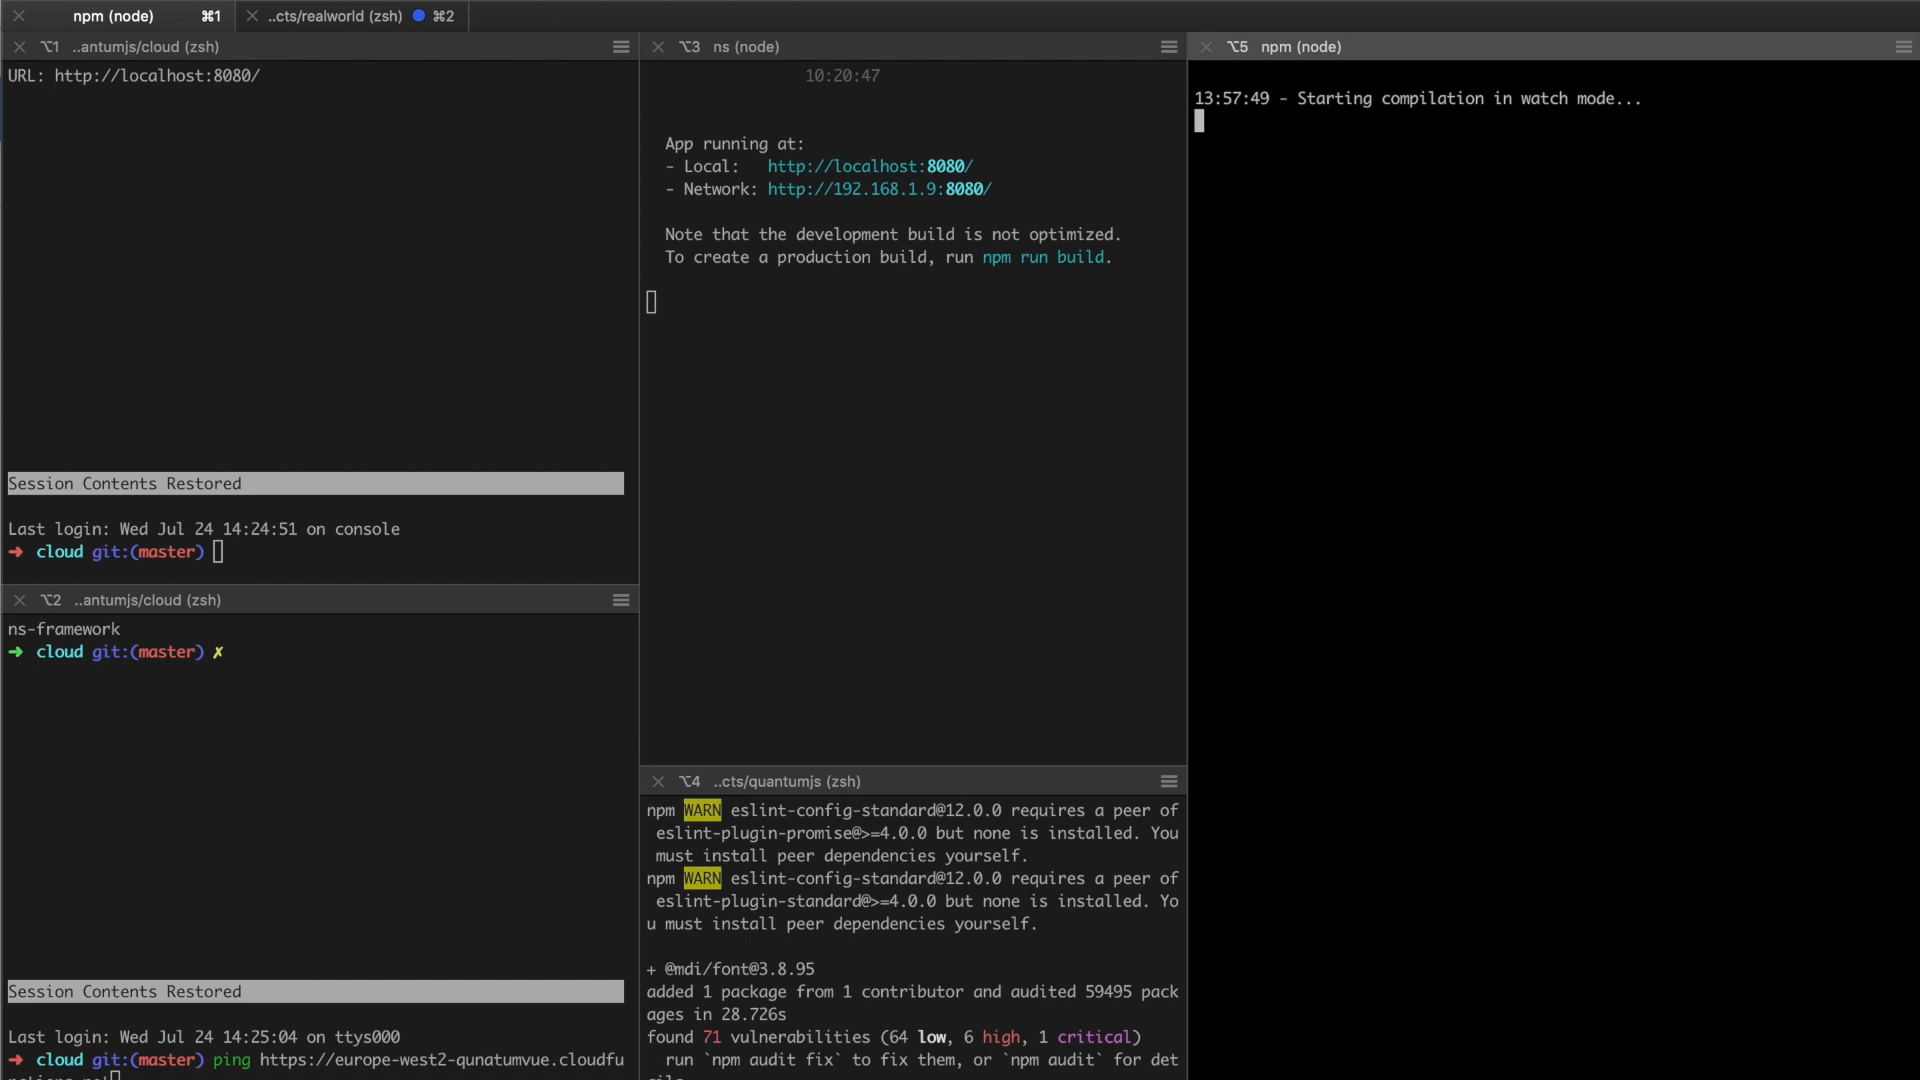 npm (node) ⌘1 ..cts/realworld (zsh) ⌘2
⌥1 ..antumjs/cloud (zsh)
URL: http://localhost:8080/
Session Contents Restored
Last login: Wed Jul 24 14:24:51 on console
➜ cloud git:(master)
⌥2 ..antumjs/cloud (zsh)
ns-framework
➜ cloud git:(master) ✗
Session Contents Restored
Last login: Wed Jul 24 14:25:04 on ttys000
➜ cloud git:(master) ping https://europe-west2-qunatumvue.cloudfu
⌥3 ns (node)
10:20:47
App running at:
- Local: http://localhost:8080/
- Network: http://192.168.1.9:8080/
Note that the development build is not optimized.
To create a production build, run npm run build.
⌥4 ..cts/quantumjs (zsh)
npm WARN eslint-config-standard@12.0.0 requires a peer of
eslint-plugin-promise@>=4.0.0 but none is installed. You
must install peer dependencies yourself.
npm WARN eslint-config-standard@12.0.0 requires a peer of
eslint-plugin-standard@>=4.0.0 but none is installed. Yo
u must install peer dependencies yourself.
+ @mdi/font@3.8.95
added 1 package from 1 contributor and audited 59495 pack
ages in 28.726s
found 71 vulnerabilities (64 low, 6 high, 1 critical)
run `npm audit fix` to fix them, or `npm audit` for det
⌥5 npm (node)
13:57:49 - Starting compilation in watch mode...